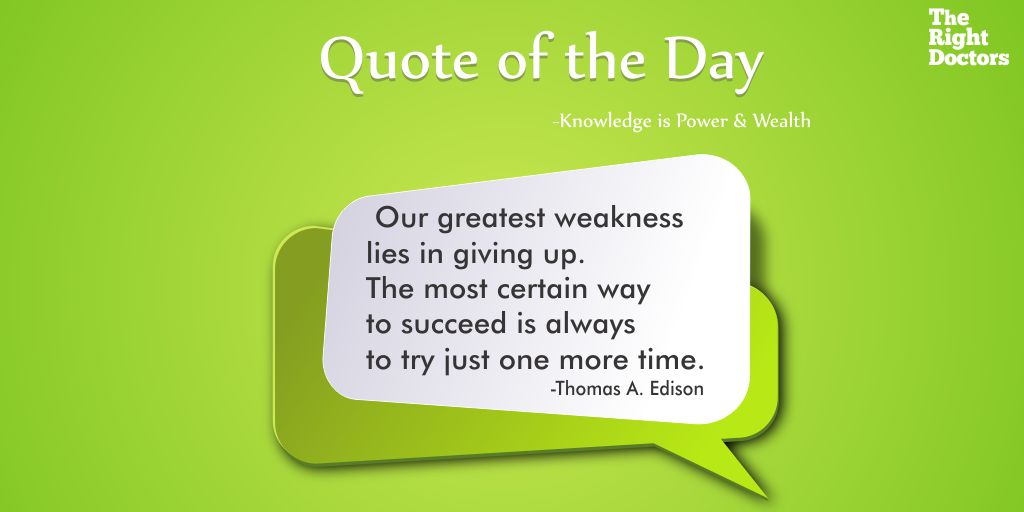 The
Right
Doctors
Quote of the Day
-Knowledge is Power & Wealth
Our greatest weakness
lies in giving up.
The most certain way
to succeed is always
to try just one more time.
-Thomas A. Edison